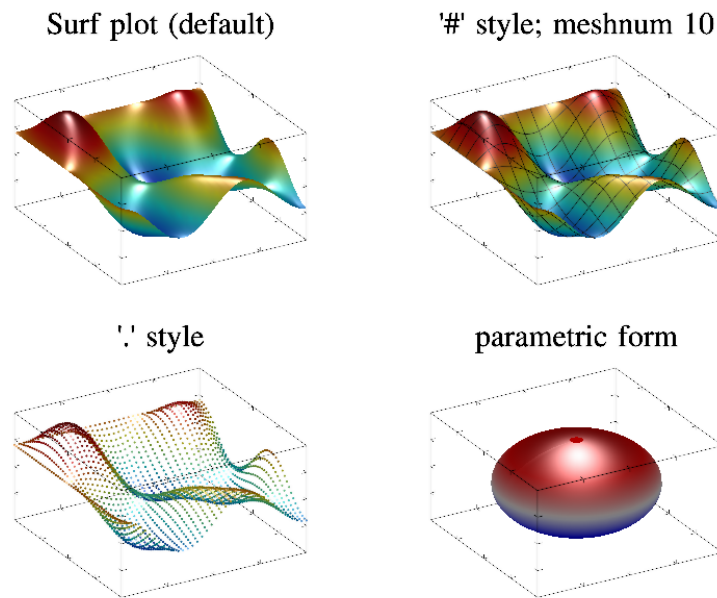 Surf plot (default)
'#' style; meshnum 10
'.' style
parametric form